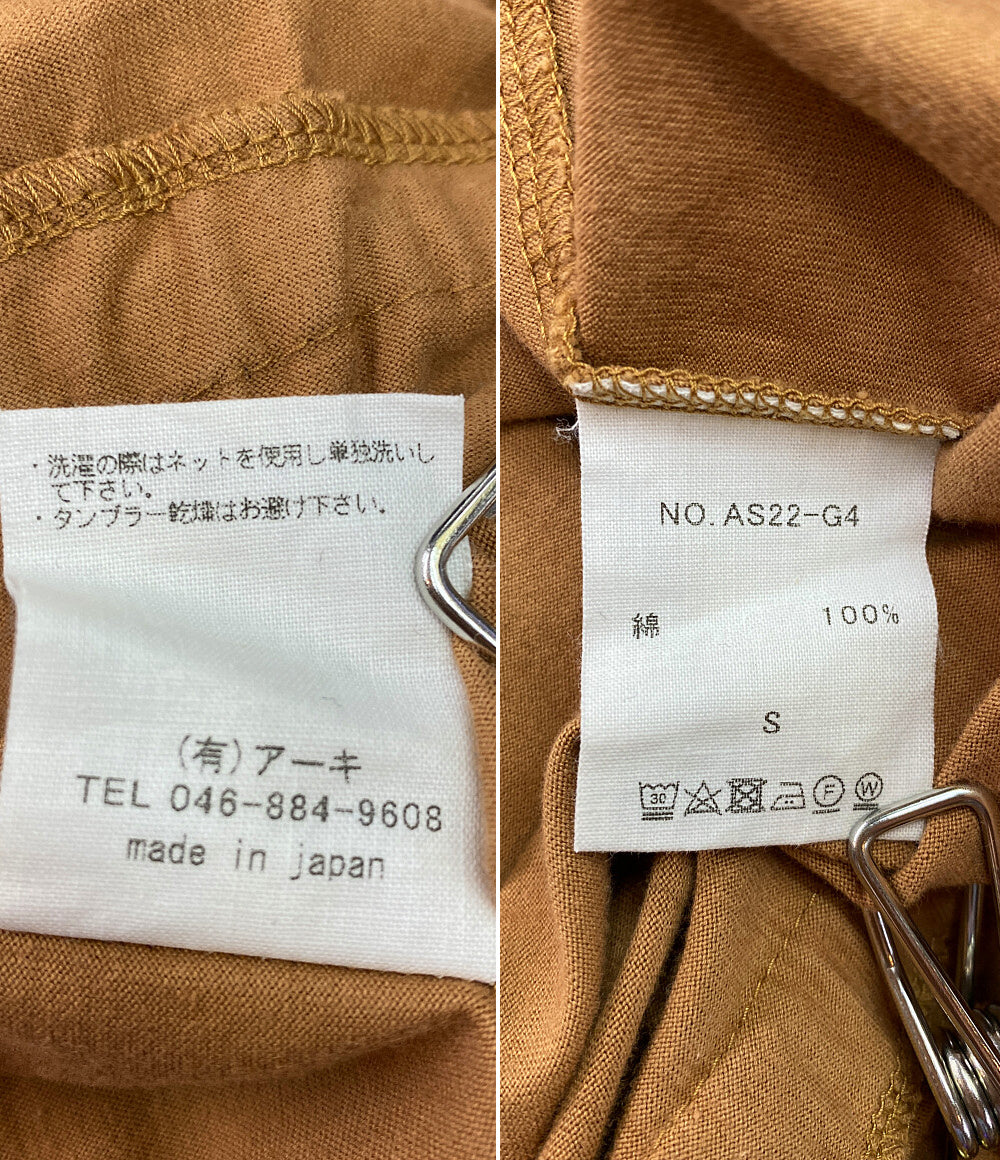 ・洗濯の際はネットを使用し単独洗いし
て下さい。
・タンブラー乾燥はお避け下さい。
(有)アーキ
TEL 046-884-9608
made in japan
NO. AS22-G4
綿 100%
S
30
F
W